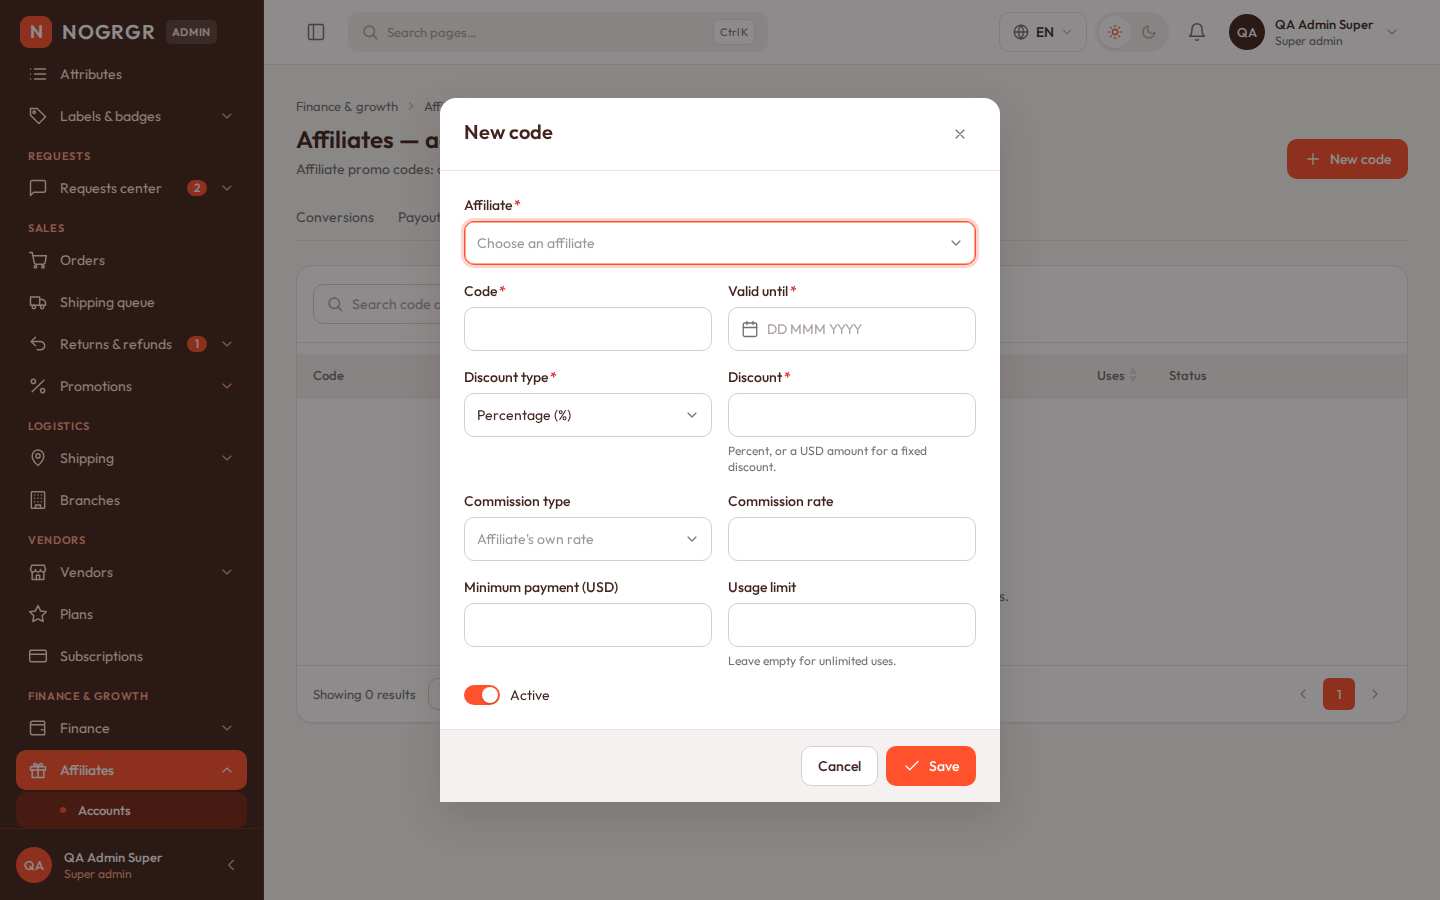 N NOGRGR ADMIN
Attributes
Labels & badges
REQUESTS
Requests center 2
SALES
Orders
Shipping queue
Returns & refunds 1
Promotions
LOGISTICS
Shipping
Branches
VENDORS
Vendors
Plans
Subscriptions
FINANCE & GROWTH
Finance
Affiliates
Accounts
QA QA Admin Super
Super admin
Search pages...
Ctrl K
EN
QA QA Admin Super
Super admin
Finance & growth
Affiliates —
Affiliate promo codes:
New code
Conversions
Search code
Code
Uses
Status
s.
Showing 0 results
1
New code
Affiliate*
Choose an affiliate
Code*
Valid until*
DD MMM YYYY
Discount type*
Discount*
Percentage (%)
Percent, or a USD amount for a fixed
discount.
Commission type
Commission rate
Affiliate's own rate
Minimum payment (USD)
Usage limit
Leave empty for unlimited uses.
Active
Cancel
Save